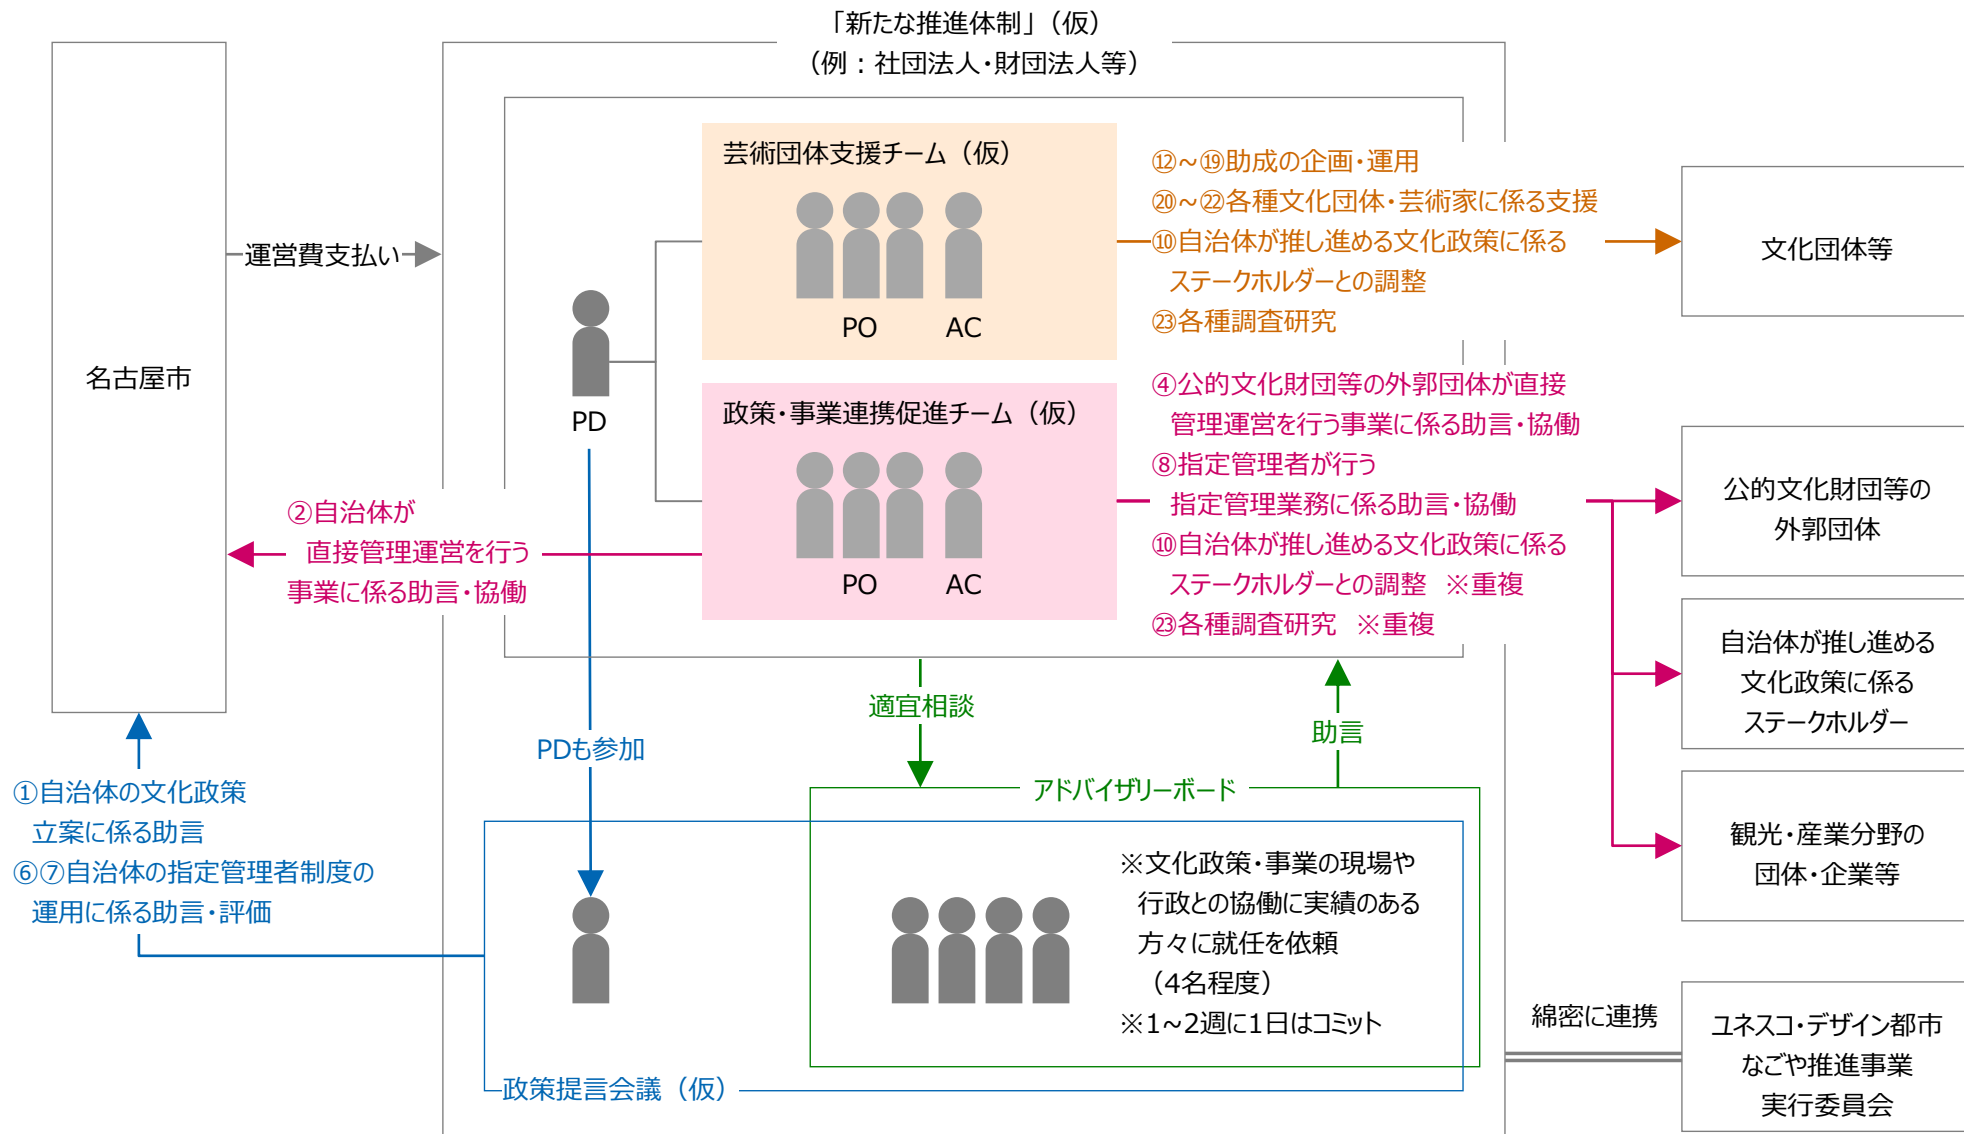 「新たな推進体制」（仮）
（例：社団法人・財団法人等）
名古屋市
運営費支払い
PD
芸術団体支援チーム（仮）
PO
AC
政策・事業連携促進チーム（仮）
PO
AC
⑫～⑲助成の企画・運用
⑳～㉒各種文化団体・芸術家に係る支援
⑩自治体が推し進める文化政策に係る
ステークホルダーとの調整
㉓各種調査研究
④公的文化財団等の外郭団体が直接
管理運営を行う事業に係る助言・協働
⑧指定管理者が行う
指定管理業務に係る助言・協働
⑩自治体が推し進める文化政策に係る
ステークホルダーとの調整　※重複
㉓各種調査研究　※重複
文化団体等
公的文化財団等の
外郭団体
自治体が推し進める
文化政策に係る
ステークホルダー
観光・産業分野の
団体・企業等
②自治体が
直接管理運営を行う
事業に係る助言・協働
PDも参加
適宜相談
助言
①自治体の文化政策
立案に係る助言
⑥⑦自治体の指定管理者制度の
運用に係る助言・評価
アドバイザリーボード
※文化政策・事業の現場や
行政との協働に実績のある
方々に就任を依頼
（4名程度）
※1~2週に1日はコミット
政策提言会議（仮）
綿密に連携
ユネスコ・デザイン都市
なごや推進事業
実行委員会